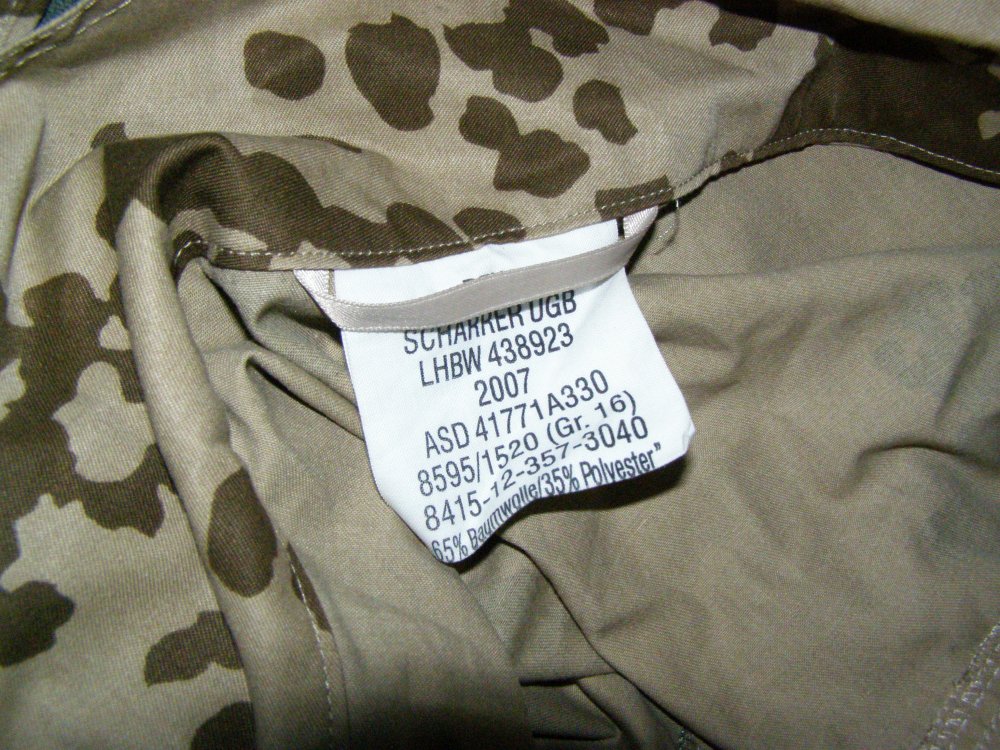 SCHARRER UGB
LHBW 438923
2007
ASD 41771A330
8595/1520 (Gr. 16)
8415-12-357-3040
65% Baumwolle/35% Polyester"